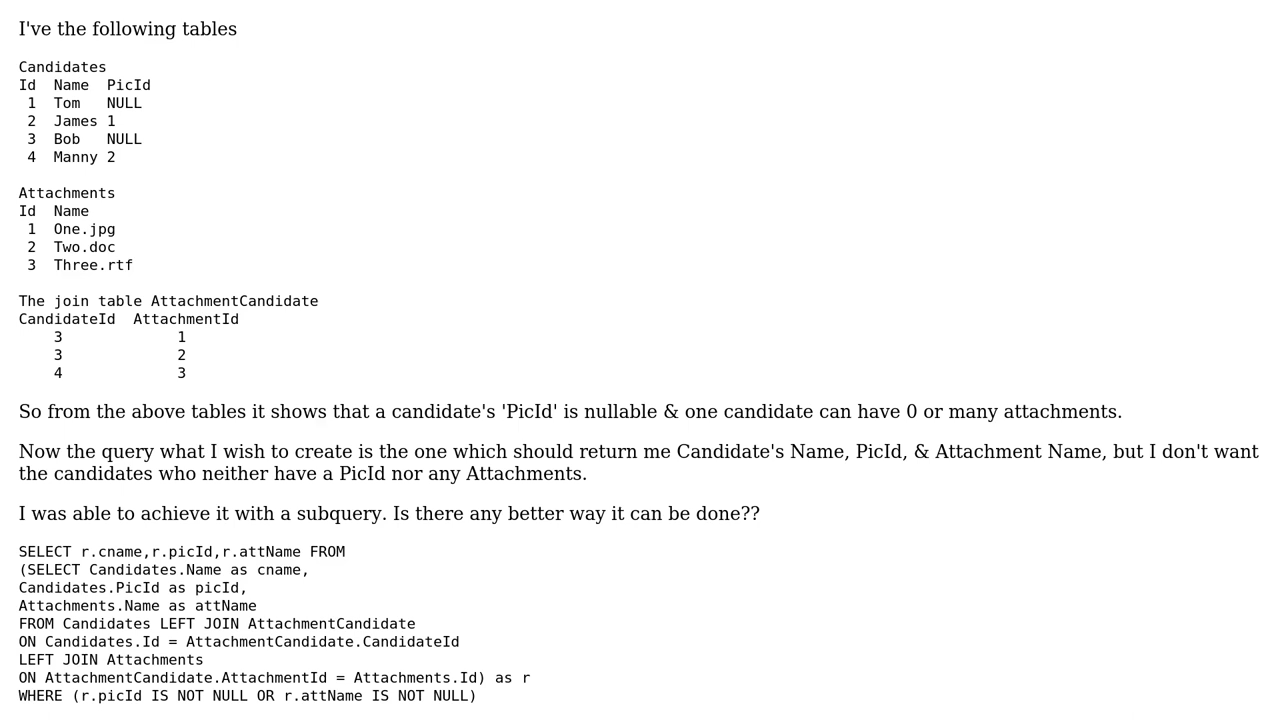 I've the following tables
Candidates
Id  Name  PicId
 1  Tom   NULL
 2  James 1
 3  Bob   NULL
 4  Manny 2
Attachments
Id  Name
 1  One.jpg
 2  Two.doc
 3  Three.rtf
The join table AttachmentCandidate
CandidateId  AttachmentId
    3             1
    3             2
    4             3
So from the above tables it shows that a candidate's 'PicId' is nullable & one candidate can have 0 or many attachments.
Now the query what I wish to create is the one which should return me Candidate's Name, PicId, & Attachment Name, but I don't want
the candidates who neither have a PicId nor any Attachments.
I was able to achieve it with a subquery. Is there any better way it can be done??
SELECT r.cname,r.picId,r.attName FROM
(SELECT Candidates.Name as cname,
Candidates.PicId as picId,
Attachments.Name as attName
FROM Candidates LEFT JOIN AttachmentCandidate
ON Candidates.Id = AttachmentCandidate.CandidateId
LEFT JOIN Attachments
ON AttachmentCandidate.AttachmentId = Attachments.Id) as r
WHERE (r.picId IS NOT NULL OR r.attName IS NOT NULL)